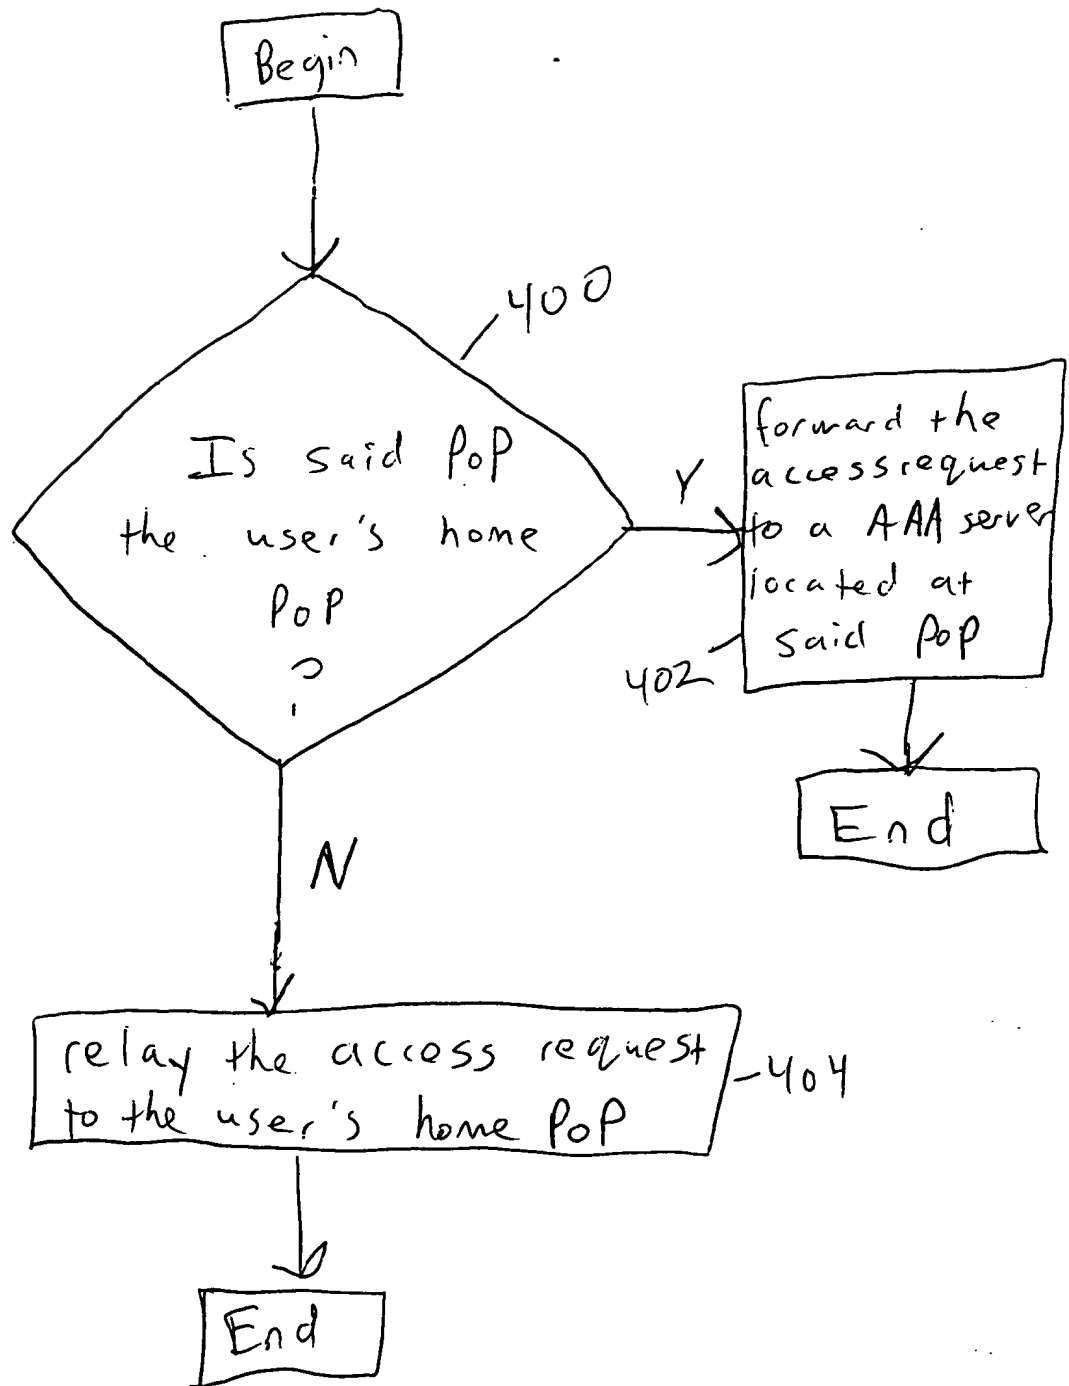 Begin
400
Is said PoP
the user's home
PoP
?
Y
forward the
access request
to a AAA server
located at
said PoP
402
End
N
relay the access request
to the user's home PoP
404
End